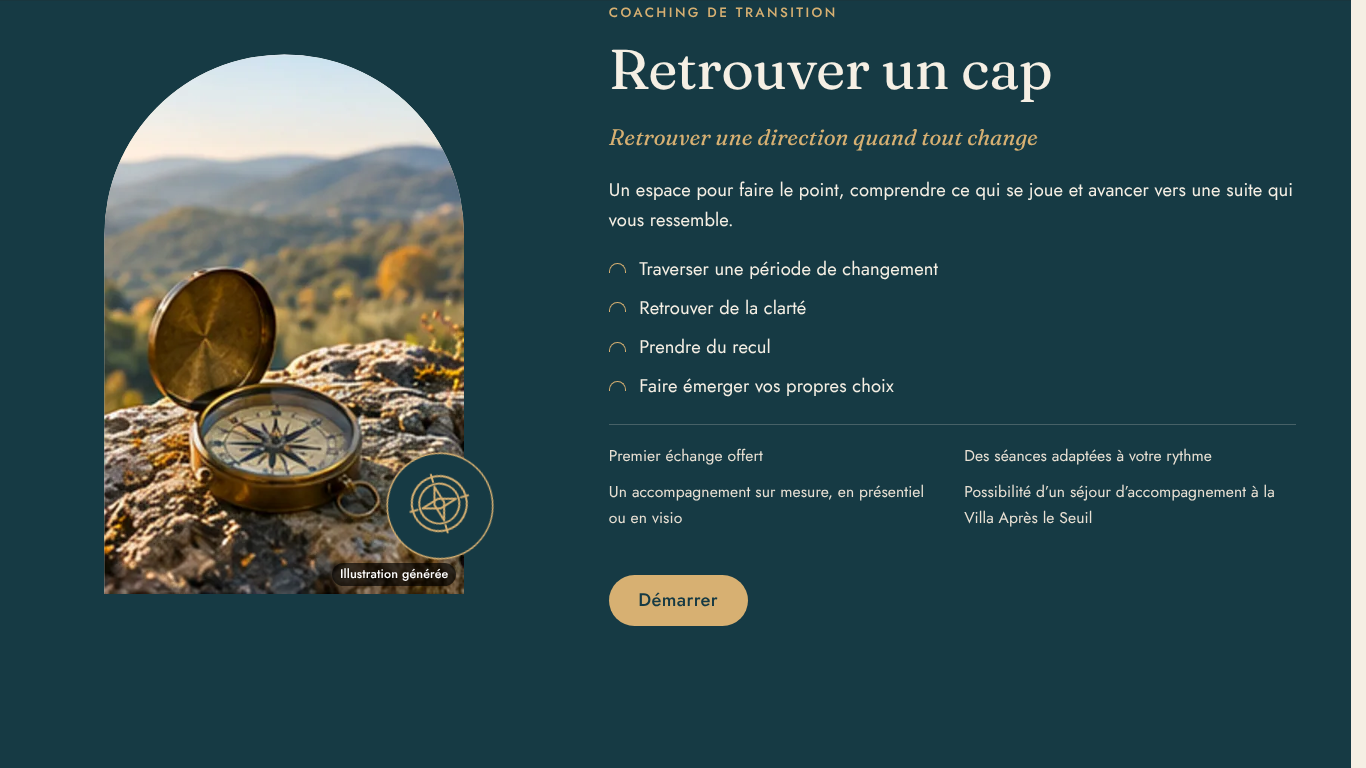 COACHING DE TRANSITION
Retrouver un cap
Retrouver une direction quand tout change
Un espace pour faire le point, comprendre ce qui se joue et avancer vers une suite qui
vous ressemble.
Traverser une période de changement
Retrouver de la clarté
Prendre du recul
Faire émerger vos propres choix
Premier échange offert
Des séances adaptées à votre rythme
Un accompagnement sur mesure, en présentiel
ou en visio
Possibilité d’un séjour d’accompagnement à la
Villa Après le Seuil
Illustration générée
Démarrer